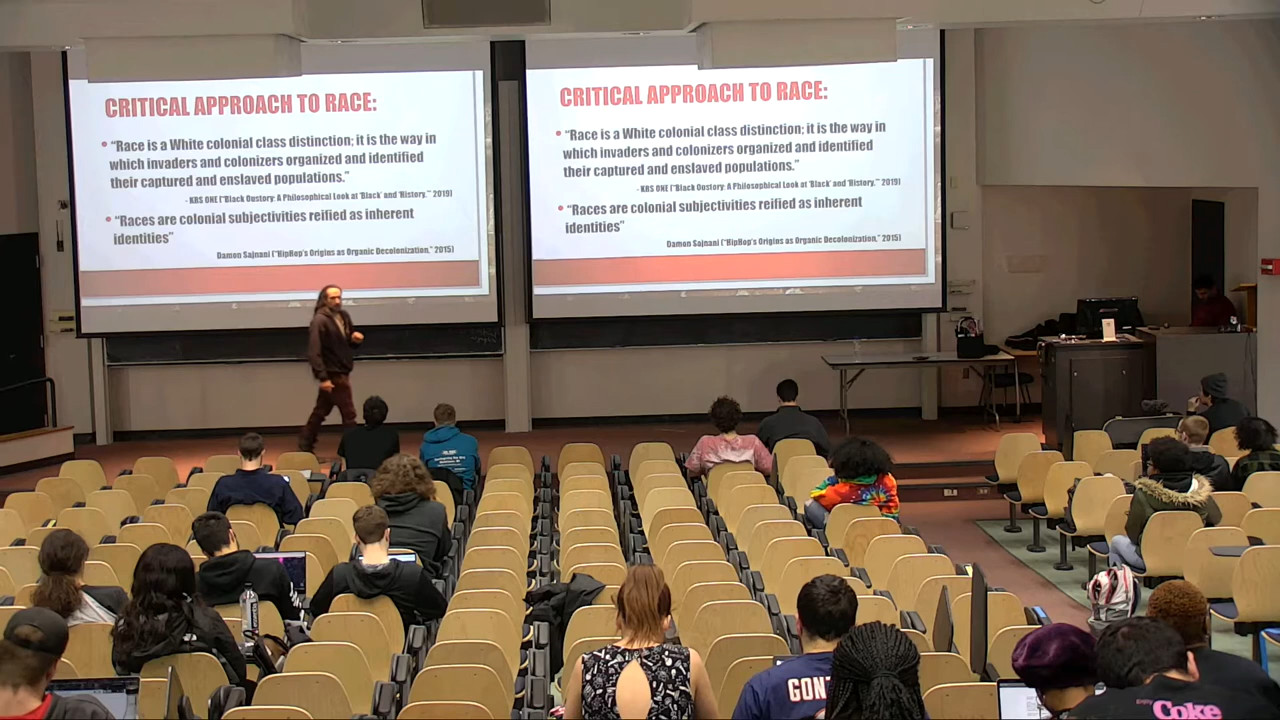 CRITICAL APPROACH TO RACE:
• "Race is a White colonial class distinction; it is the way in
which invaders and colonizers organized and identified
their captured and enslaved populations."
- KRS ONE ("Black Oustory: A Philosophical Look at 'Black' and 'History,'" 2019)
• "Races are colonial subjectivities reified as inherent
identities"
Damon Sajnani ("HipHop's Origins as Organic Decolonization," 2015)
CRITICAL APPROACH TO RACE:
• "Race is a White colonial class distinction; it is the way in
which invaders and colonizers organized and identified
their captured and enslaved populations."
- KRS ONE ("Black Oustory: A Philosophical Look at 'Black' and 'History,'" 2019)
• "Races are colonial subjectivities reified as inherent
identities"
Damon Sajnani ("HipHop's Origins as Organic Decolonization," 2015)
Enjoy
Coke